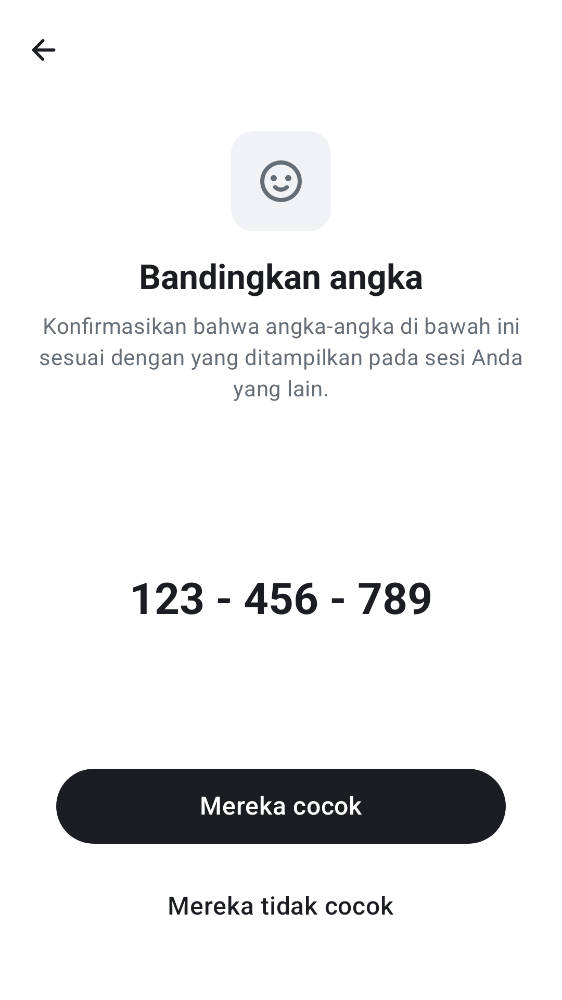 Bandingkan angka
Konfirmasikan bahwa angka-angka di bawah ini
sesuai dengan yang ditampilkan pada sesi Anda
yang lain.
123 - 456 - 789
Mereka cocok
Mereka tidak cocok